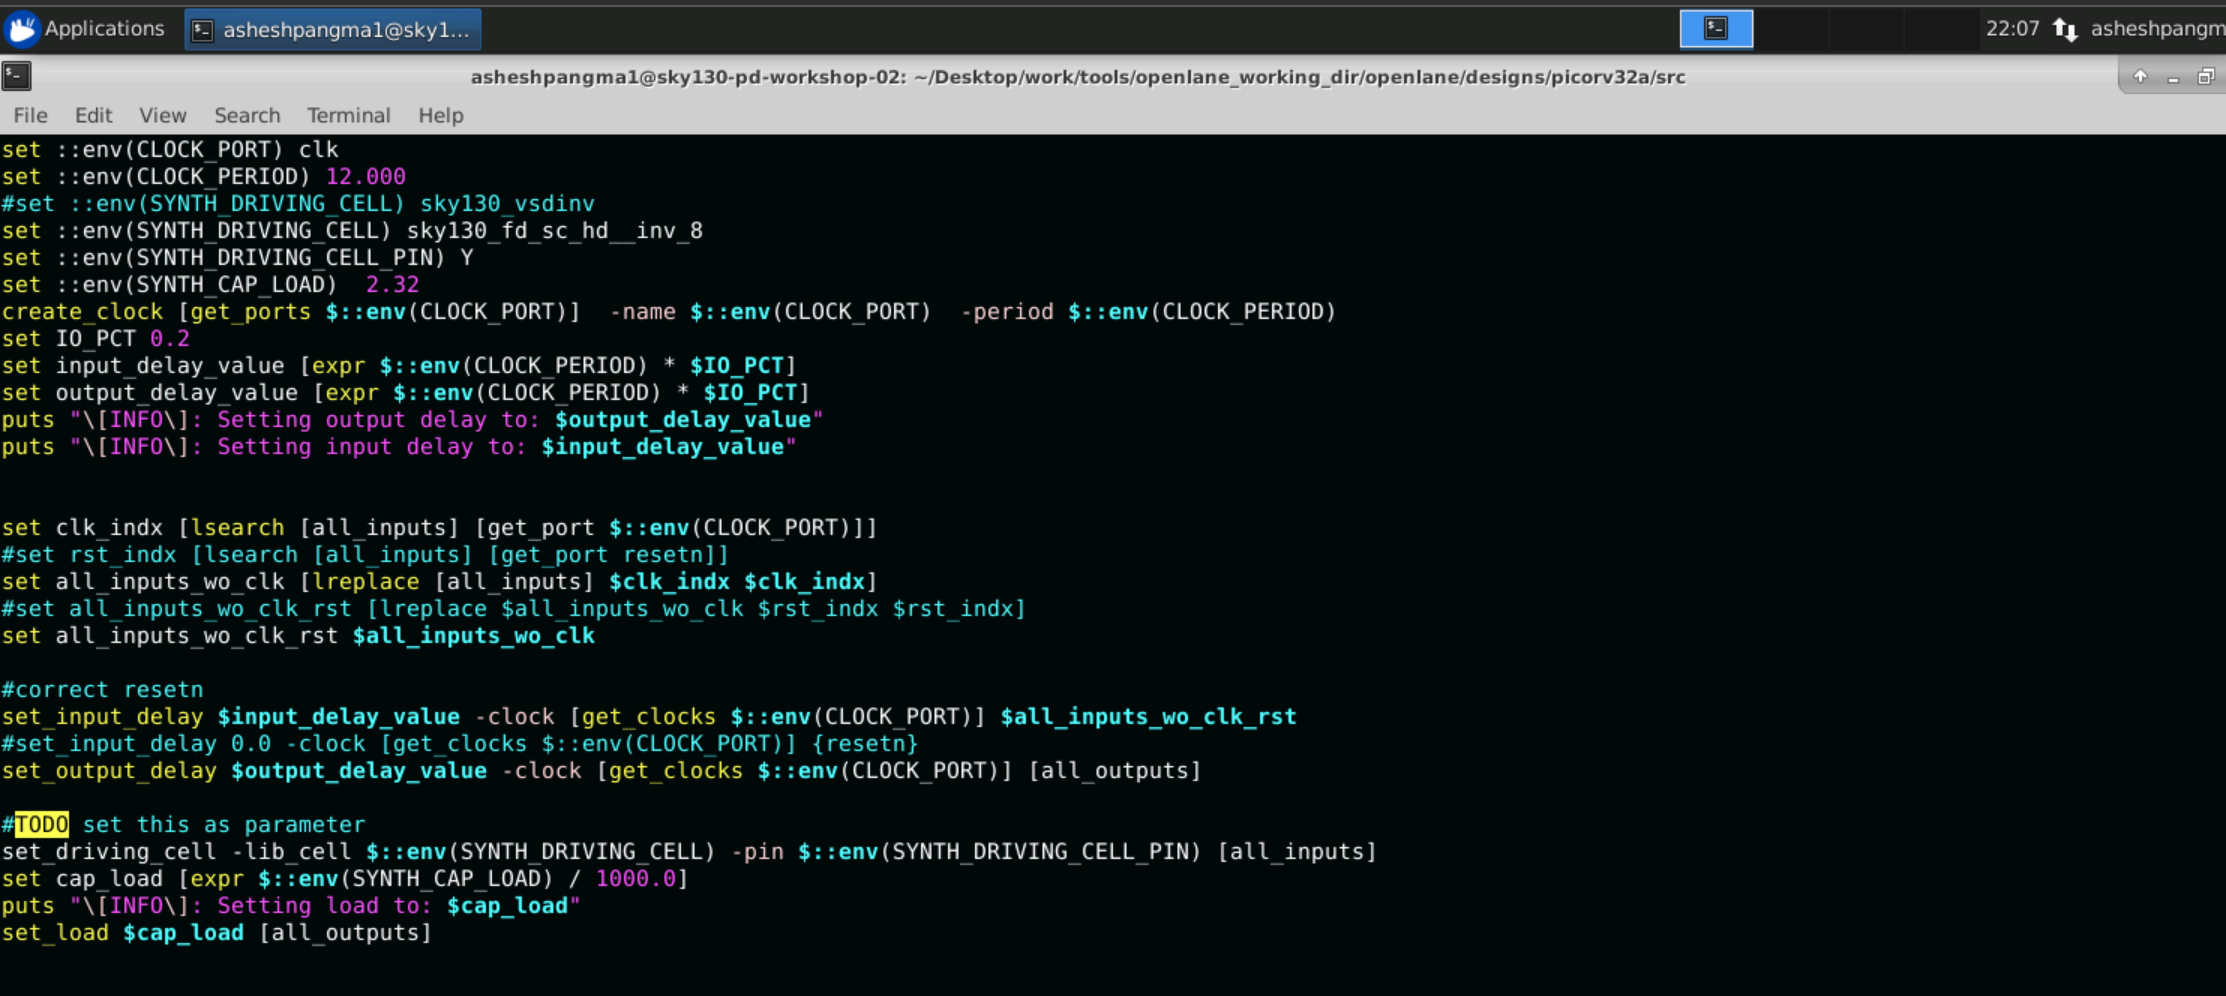 Applications asheshpangma1@sky1... 22:07 asheshpangm
asheshpangma1@sky130-pd-workshop-02: ~/Desktop/work/tools/openlane_working_dir/openlane/designs/picorv32a/src
File Edit View Search Terminal Help
set ::env(CLOCK_PORT) clk
set ::env(CLOCK_PERIOD) 12.000
#set ::env(SYNTH_DRIVING_CELL) sky130_vsdinv
set ::env(SYNTH_DRIVING_CELL) sky130_fd_sc_hd__inv_8
set ::env(SYNTH_DRIVING_CELL_PIN) Y
set ::env(SYNTH_CAP_LOAD)  2.32
create_clock [get_ports $::env(CLOCK_PORT)]  -name $::env(CLOCK_PORT)  -period $::env(CLOCK_PERIOD)
set IO_PCT 0.2
set input_delay_value [expr $::env(CLOCK_PERIOD) * $IO_PCT]
set output_delay_value [expr $::env(CLOCK_PERIOD) * $IO_PCT]
puts "\[INFO\]: Setting output delay to: $output_delay_value"
puts "\[INFO\]: Setting input delay to: $input_delay_value"
set clk_indx [lsearch [all_inputs] [get_port $::env(CLOCK_PORT)]]
#set rst_indx [lsearch [all_inputs] [get_port resetn]]
set all_inputs_wo_clk [lreplace [all_inputs] $clk_indx $clk_indx]
#set all_inputs_wo_clk_rst [lreplace $all_inputs_wo_clk $rst_indx $rst_indx]
set all_inputs_wo_clk_rst $all_inputs_wo_clk
#correct resetn
set_input_delay $input_delay_value -clock [get_clocks $::env(CLOCK_PORT)] $all_inputs_wo_clk_rst
#set_input_delay 0.0 -clock [get_clocks $::env(CLOCK_PORT)] {resetn}
set_output_delay $output_delay_value -clock [get_clocks $::env(CLOCK_PORT)] [all_outputs]
#TODO set this as parameter
set_driving_cell -lib_cell $::env(SYNTH_DRIVING_CELL) -pin $::env(SYNTH_DRIVING_CELL_PIN) [all_inputs]
set cap_load [expr $::env(SYNTH_CAP_LOAD) / 1000.0]
puts "\[INFO\]: Setting load to: $cap_load"
set_load $cap_load [all_outputs]